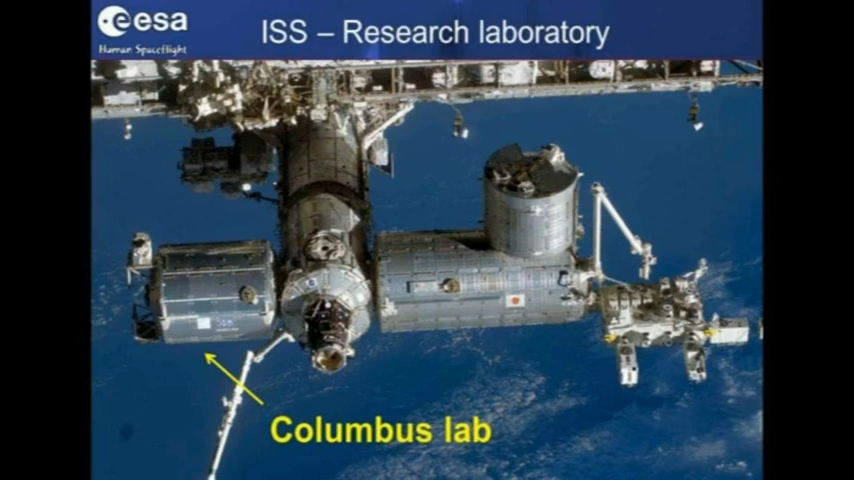 esa
Human Spaceflight
ISS – Research laboratory
Columbus lab